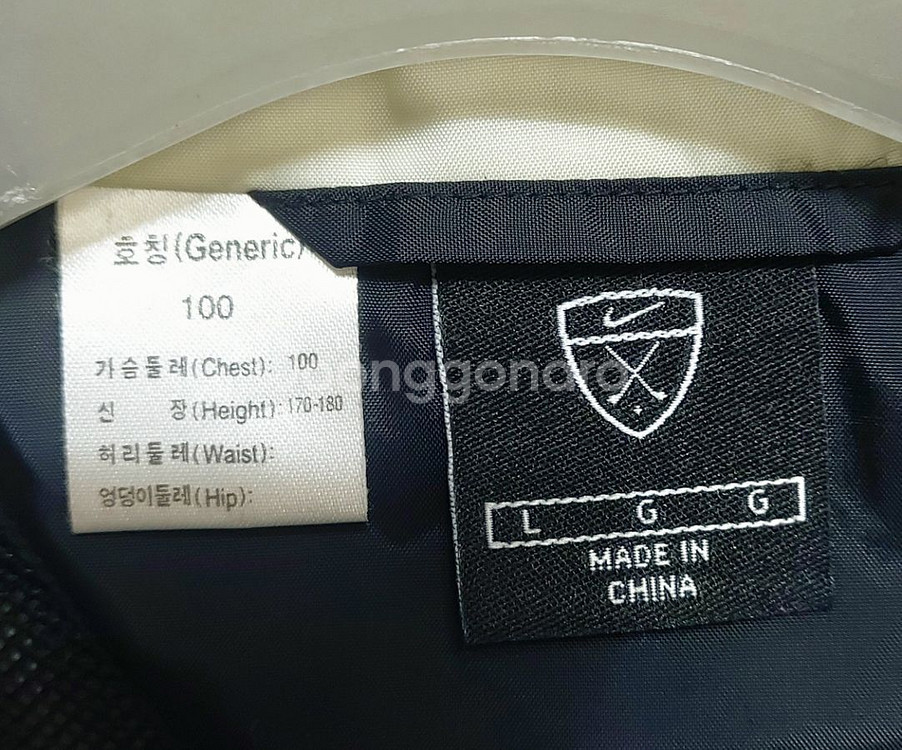 호칭(Generic)
100
가슴둘레(Chest): 100
신 장(Height): 170-180
허리둘레(Waist):
엉덩이둘레(Hip):
L G G
MADE IN
CHINA